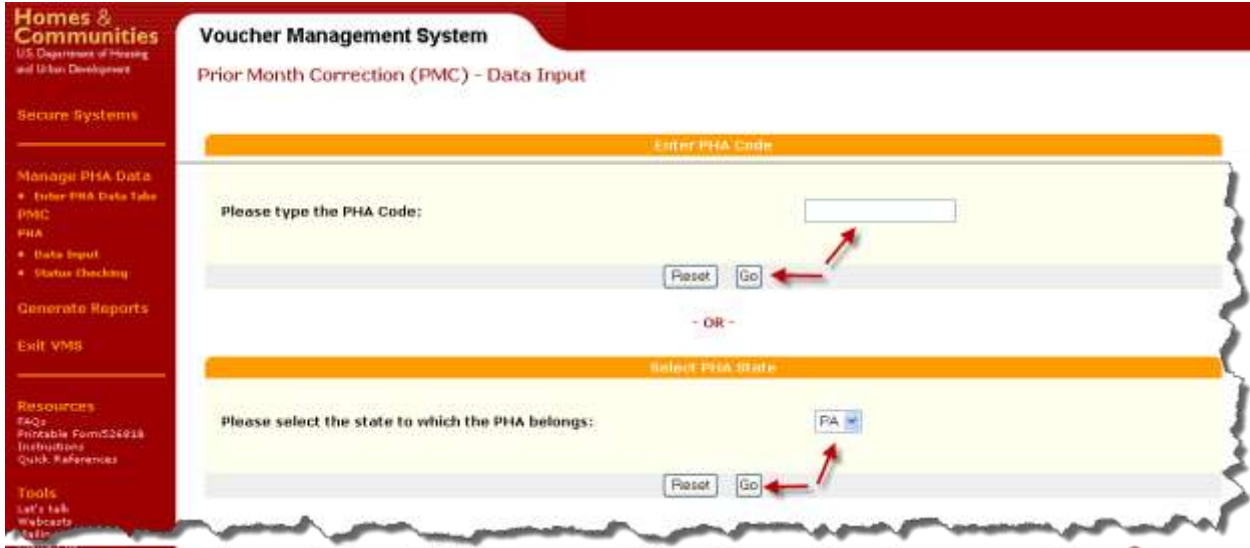 Homes &
Communities
U.S. Department of Housing
and Urban Development
Secure Systems
Manage PHA Data
• Enter PHA Data Take
PMC
PHA
• Data Input
• Status Checking
Generate Reports
Exit VMS
Resources
FAQs
Printable Form52681B
Instructions
Quick References
Tools
Let's talk
Webcasts
Voucher Management System
Prior Month Correction (PMC) - Data Input
Enter PHA Code
Please type the PHA Code:
Reset Go
- OR -
Select PHA State
Please select the state to which the PHA belongs:
PA
Reset Go